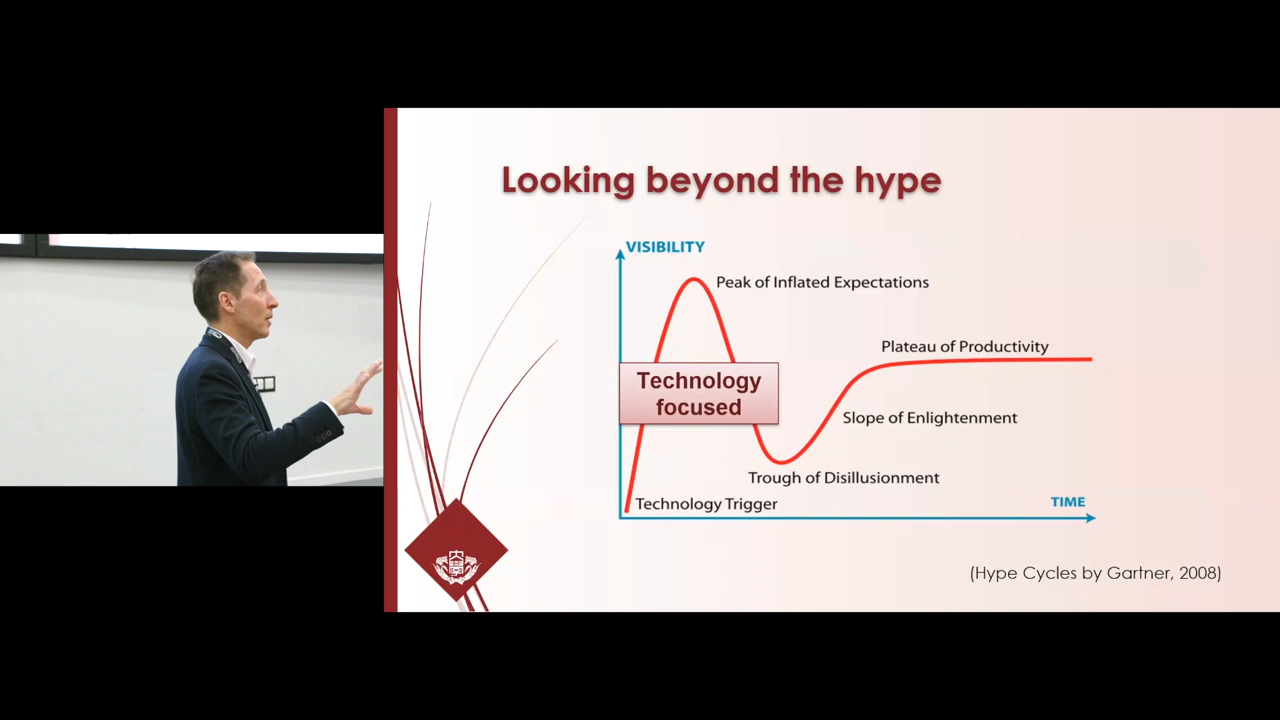 Looking beyond the hype
VISIBILITY
Peak of Inflated Expectations
Plateau of Productivity
Technology
focused
Slope of Enlightenment
Trough of Disillusionment
Technology Trigger
TIME
(Hype Cycles by Gartner, 2008)